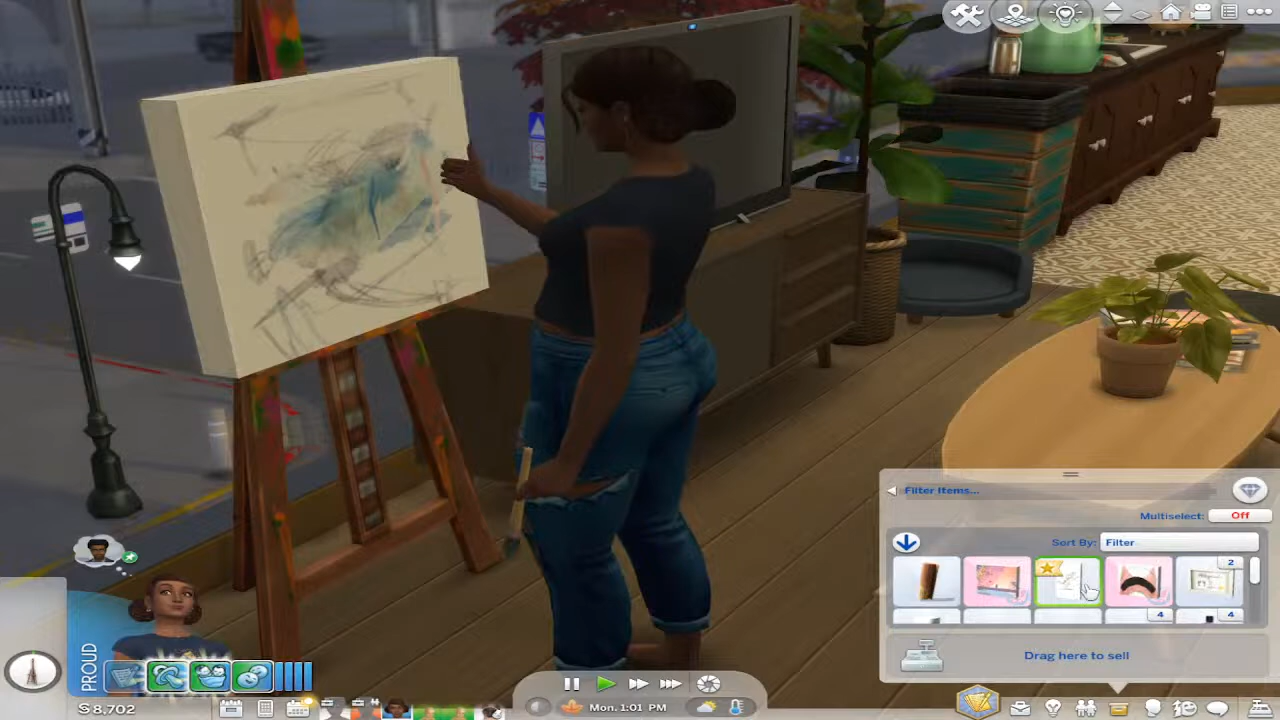 Filter Items...
Multiselect: Off
Sort By: Filter
2
4
4
Drag here to sell
PROUD
§8,702
Mon. 1:01 PM